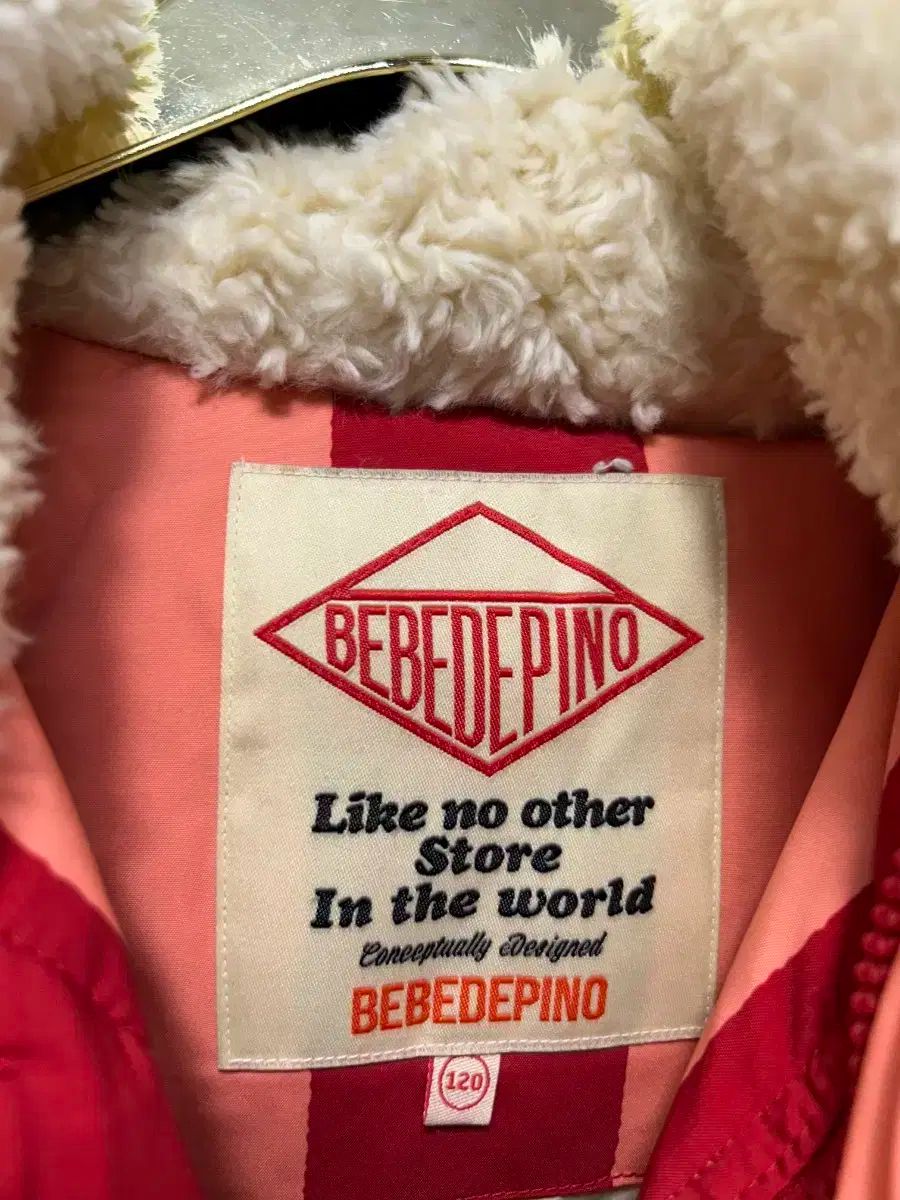 BEBEDEPINO
Like no other
Store
In the world
Conceptually Designed
BEBEDEPINO
120